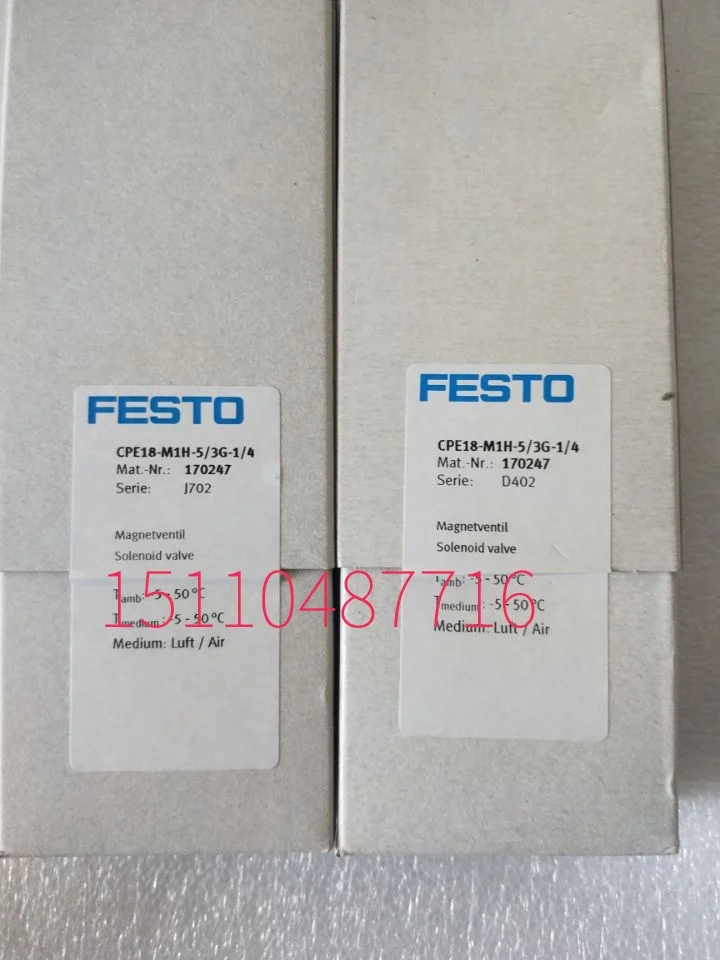 FESTO
CPE18-M1H-5/3G-1/4
Mat.-Nr.: 170247
Serie: J702
Magnetventil
Solenoid valve
Tamb: -5 - 50 °C
Tmedium: -5 - 50 °C
Medium: Luft / Air
FESTO
CPE18-M1H-5/3G-1/4
Mat.-Nr.: 170247
Serie: D402
Magnetventil
Solenoid valve
Tamb: -5 - 50 °C
Tmedium: -5 - 50 °C
Medium: Luft / Air
15110487716